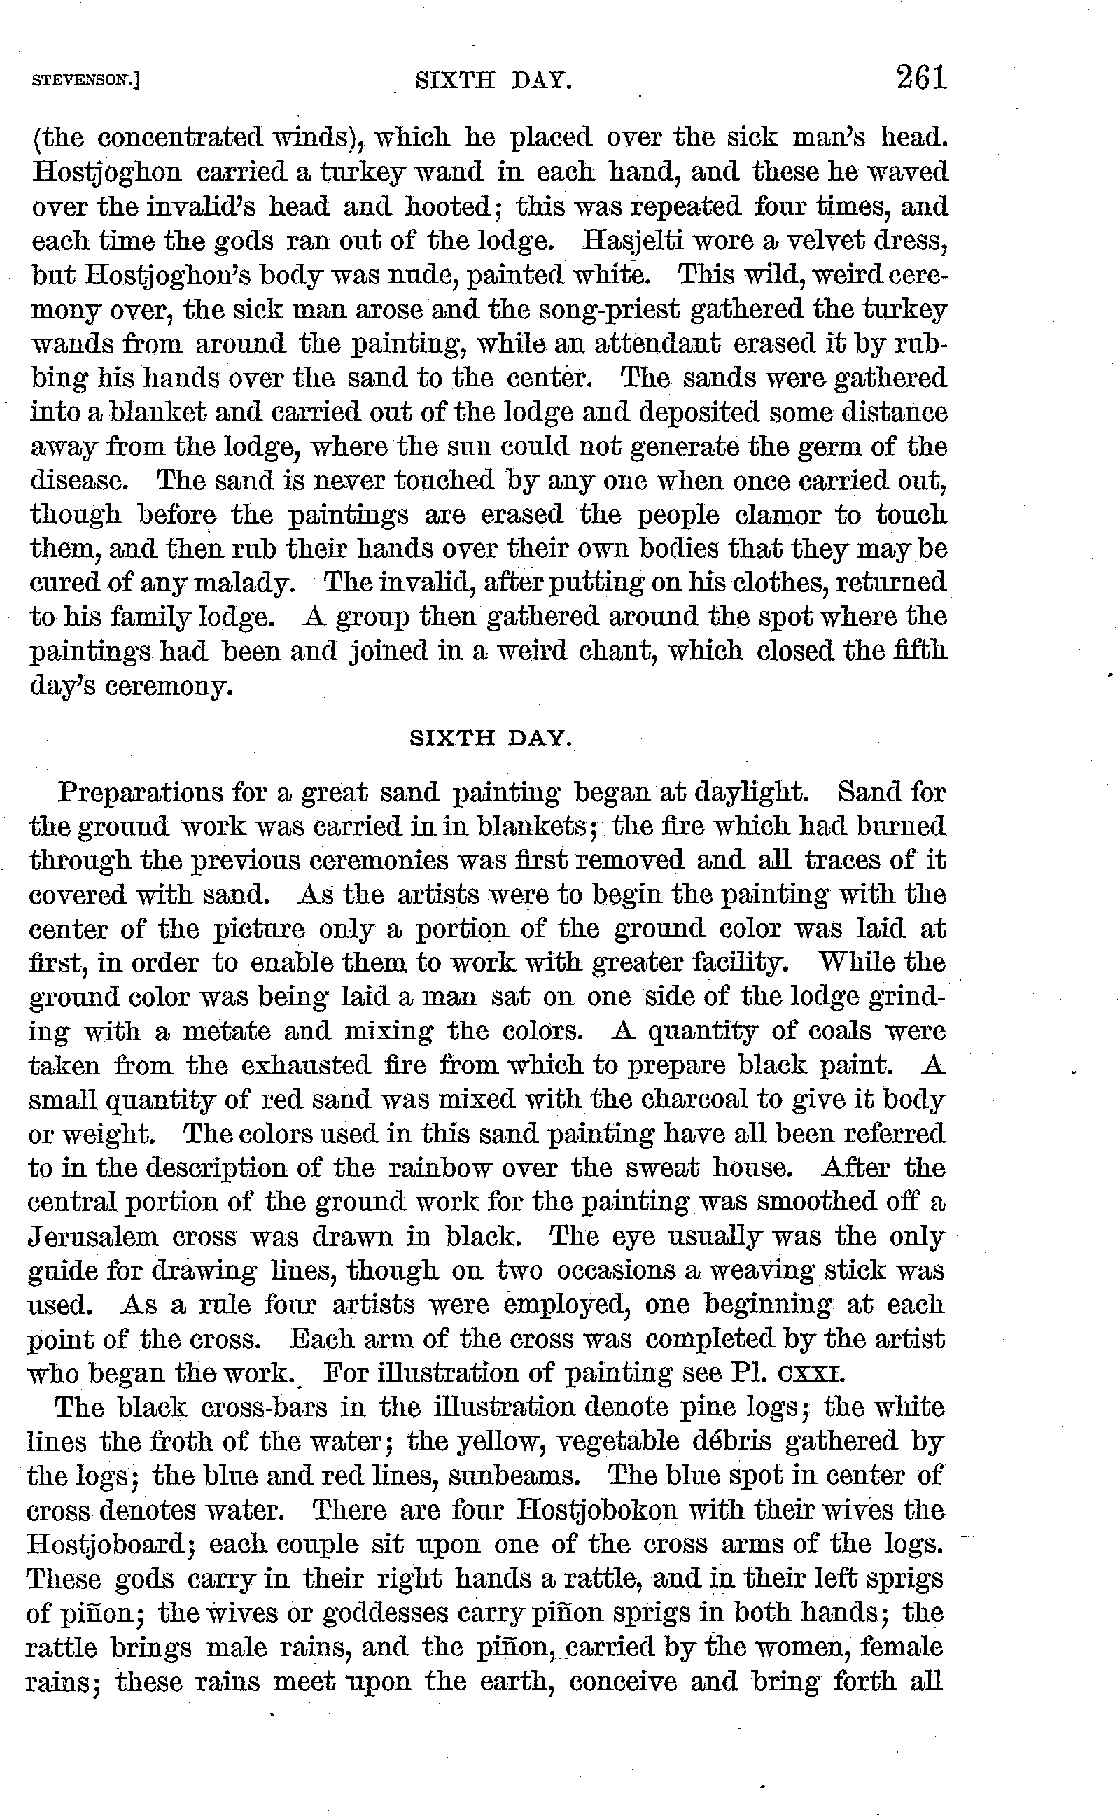 STEVENSON.] SIXTH DAY. 261
(the concentrated winds), which he placed over the sick man's head.
Hostjoghon carried a turkey wand in each hand, and these he waved
over the invalid's head and hooted; this was repeated four times, and
each time the gods ran out of the lodge. Hasjelti wore a velvet dress,
but Hostjoghon's body was nude, painted white. This wild, weird cere-
mony over, the sick man arose and the song-priest gathered the turkey
wands from around the painting, while an attendant erased it by rub-
bing his hands over the sand to the center. The sands were gathered
into a blanket and carried out of the lodge and deposited some distance
away from the lodge, where the sun could not generate the germ of the
disease. The sand is never touched by any one when once carried out,
though before the paintings are erased the people clamor to touch
them, and then rub their hands over their own bodies that they may be
cured of any malady. The invalid, after putting on his clothes, returned
to his family lodge. A group then gathered around the spot where the
paintings had been and joined in a weird chant, which closed the fifth
day's ceremony.
SIXTH DAY.
Preparations for a great sand painting began at daylight. Sand for
the ground work was carried in in blankets; the fire which had burned
through the previous ceremonies was first removed and all traces of it
covered with sand. As the artists were to begin the painting with the
center of the picture only a portion of the ground color was laid at
first, in order to enable them to work with greater facility. While the
ground color was being laid a man sat on one side of the lodge grind-
ing with a metate and mixing the colors. A quantity of coals were
taken from the exhausted fire from which to prepare black paint. A
small quantity of red sand was mixed with the charcoal to give it body
or weight. The colors used in this sand painting have all been referred
to in the description of the rainbow over the sweat house. After the
central portion of the ground work for the painting was smoothed off a
Jerusalem cross was drawn in black. The eye usually was the only
guide for drawing lines, though on two occasions a weaving stick was
used. As a rule four artists were employed, one beginning at each
point of the cross. Each arm of the cross was completed by the artist
who began the work. For illustration of painting see Pl. CXXI.
The black cross-bars in the illustration denote pine logs; the white
lines the froth of the water; the yellow, vegetable débris gathered by
the logs; the blue and red lines, sunbeams. The blue spot in center of
cross denotes water. There are four Hostjobokon with their wives the
Hostjoboard; each couple sit upon one of the cross arms of the logs.
These gods carry in their right hands a rattle, and in their left sprigs
of piñon; the wives or goddesses carry piñon sprigs in both hands; the
rattle brings male rains, and the piñon, carried by the women, female
rains; these rains meet upon the earth, conceive and bring forth all